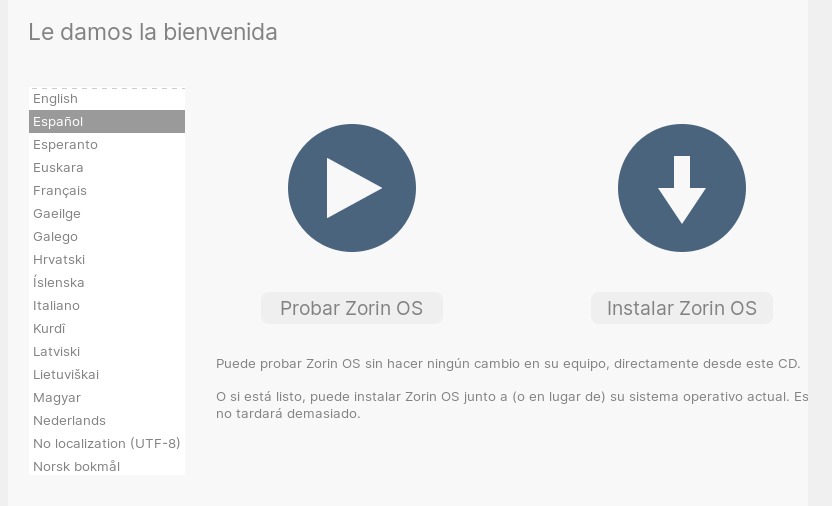 Le damos la bienvenida
English
Español
Esperanto
Euskara
Français
Gaeilge
Galego
Hrvatski
Íslenska
Italiano
Kurdî
Latviski
Lietuviškai
Magyar
Nederlands
No localization (UTF-8)
Norsk bokmål
Probar Zorin OS
Instalar Zorin OS
Puede probar Zorin OS sin hacer ningún cambio en su equipo, directamente desde este CD.
O si está listo, puede instalar Zorin OS junto a (o en lugar de) su sistema operativo actual. Es
no tardará demasiado.